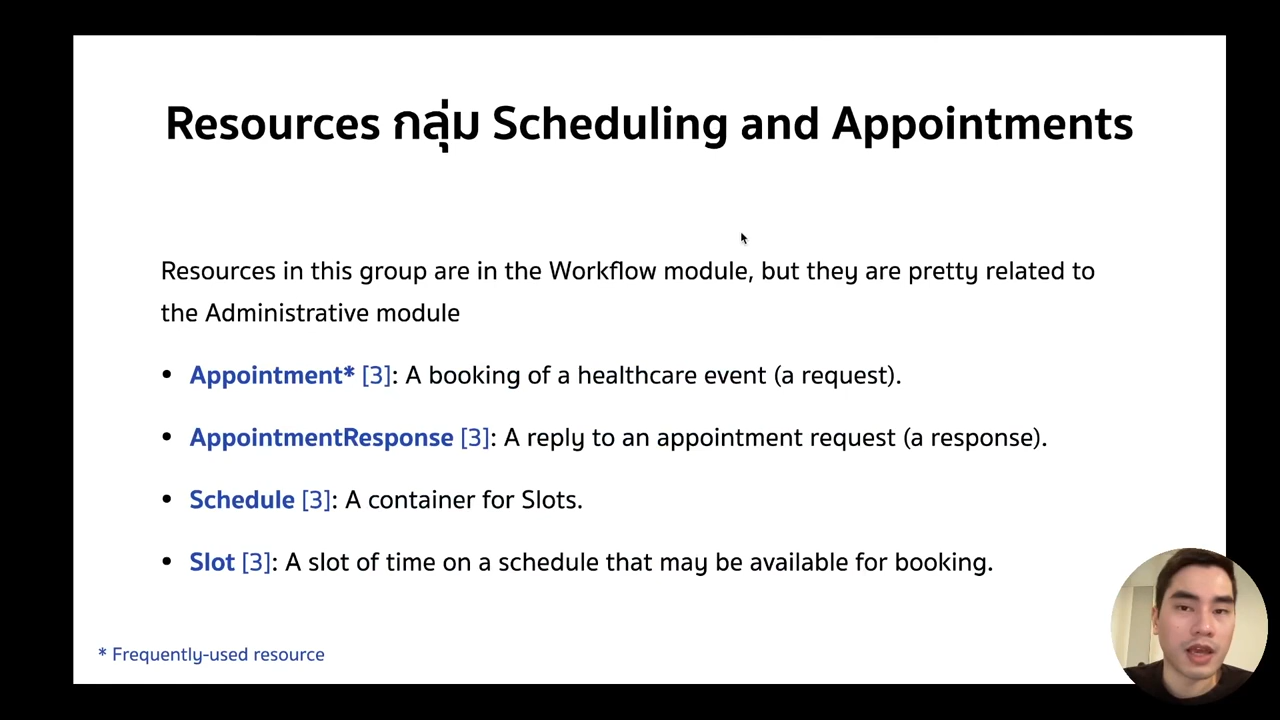 Resources กลุ่ม Scheduling and Appointments
Resources in this group are in the Workflow module, but they are pretty related to
the Administrative module
• Appointment* [3]: A booking of a healthcare event (a request).
• AppointmentResponse [3]: A reply to an appointment request (a response).
• Schedule [3]: A container for Slots.
• Slot [3]: A slot of time on a schedule that may be available for booking.
* Frequently-used resource